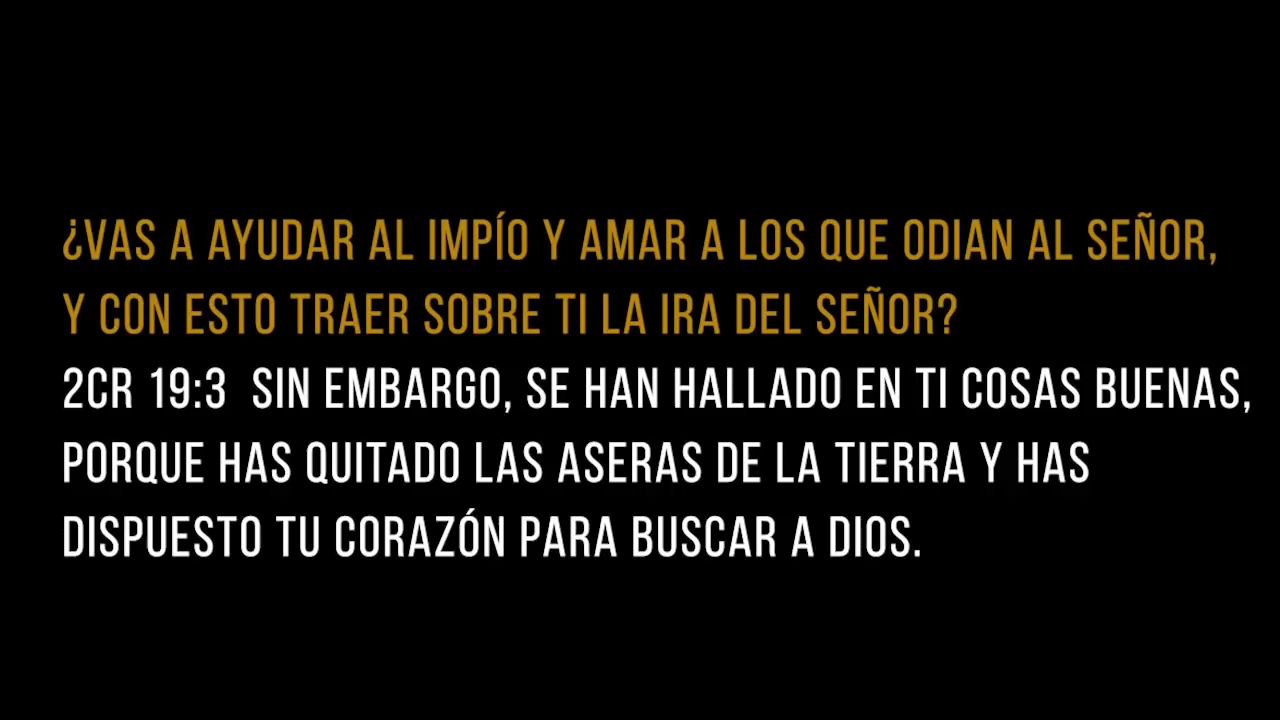 ¿VAS A AYUDAR AL IMPÍO Y AMAR A LOS QUE ODIAN AL SEÑOR,
Y CON ESTO TRAER SOBRE TI LA IRA DEL SEÑOR?
2CR 19:3 SIN EMBARGO, SE HAN HALLADO EN TI COSAS BUENAS,
PORQUE HAS QUITADO LAS ASERAS DE LA TIERRA Y HAS
DISPUESTO TU CORAZÓN PARA BUSCAR A DIOS.